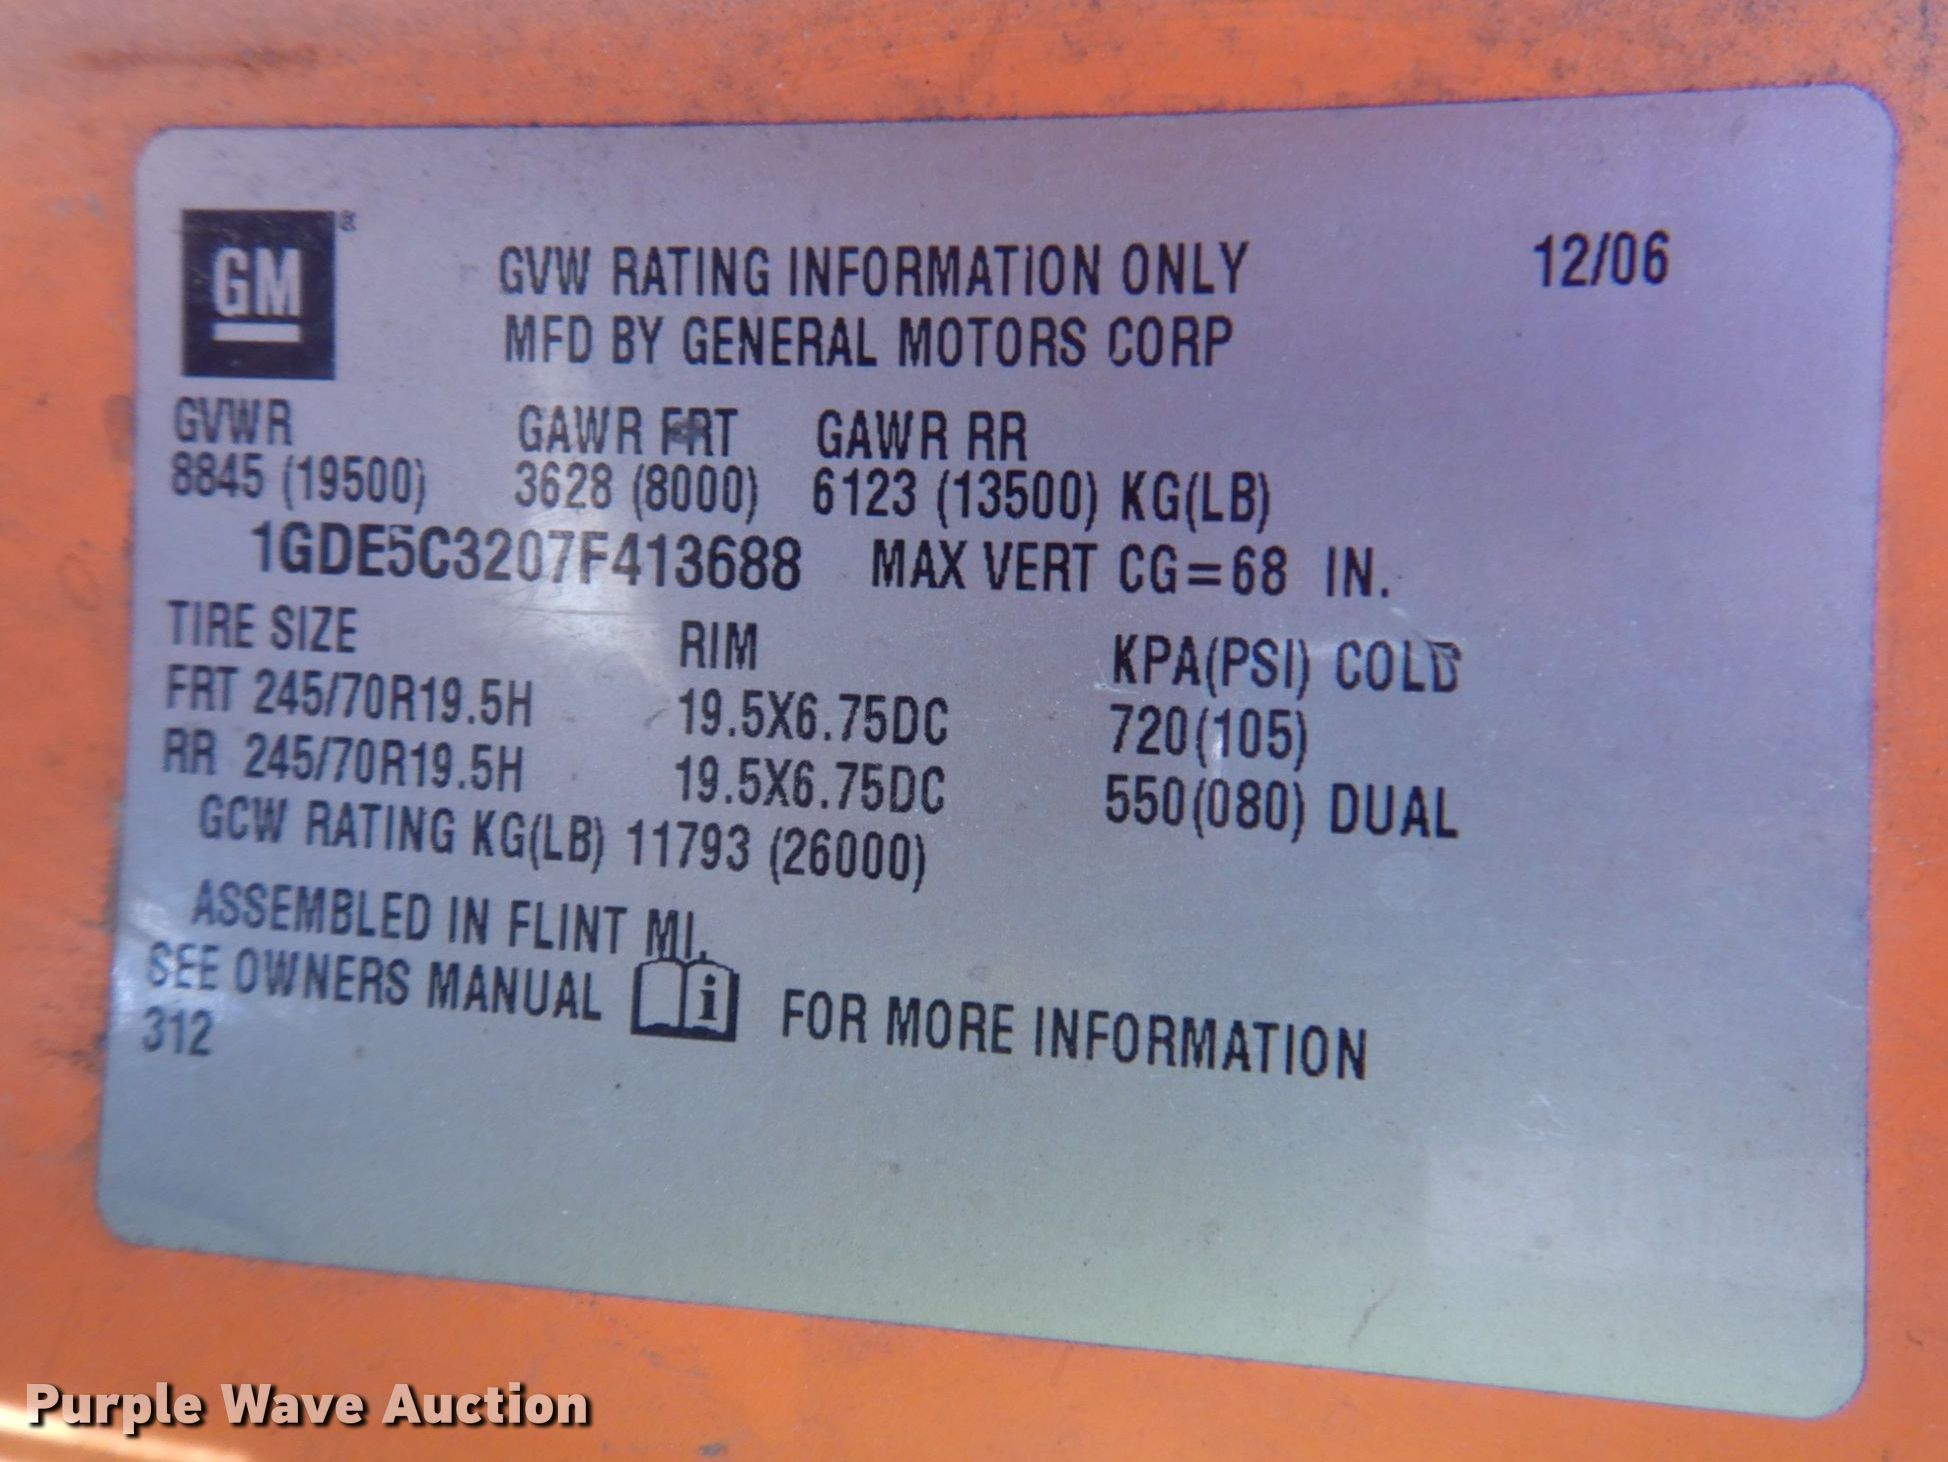 GM ®
GVW RATING INFORMATION ONLY 12/06
MFD BY GENERAL MOTORS CORP
GVWR GAWR FRT GAWR RR
8845 (19500) 3628 (8000) 6123 (13500) KG(LB)
1GDE5C3207F413688 MAX VERT CG=68 IN.
TIRE SIZE RIM KPA(PSI) COLD
FRT 245/70R19.5H 19.5X6.75DC 720(105)
RR 245/70R19.5H 19.5X6.75DC 550(080) DUAL
GCW RATING KG(LB) 11793 (26000)
ASSEMBLED IN FLINT MI.
SEE OWNERS MANUAL i FOR MORE INFORMATION
312
Purple Wave Auction